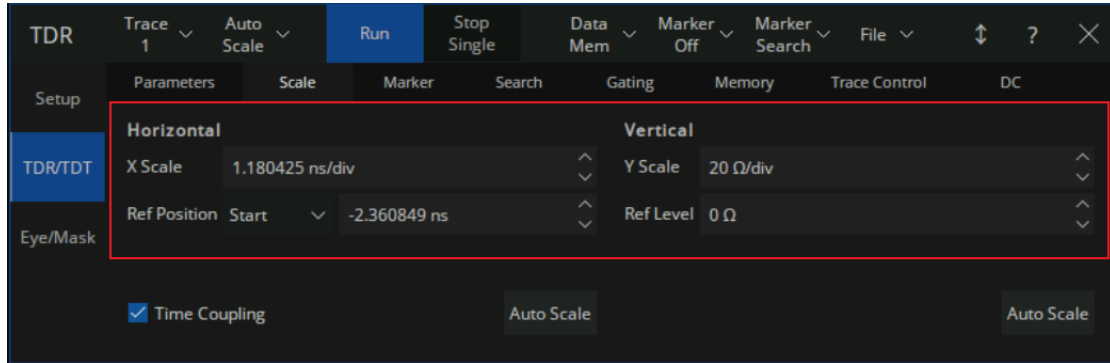 TDR
Trace 1
Auto Scale
Run
Stop Single
Data Mem
Marker Off
Marker Search
File
?
Parameters Scale Marker Search Gating Memory Trace Control DC
Setup
TDR/TDT
Eye/Mask
Horizontal
X Scale 1.180425 ns/div
Ref Position Start -2.360849 ns
Vertical
Y Scale 20 Ω/div
Ref Level 0 Ω
Time Coupling
Auto Scale
Auto Scale